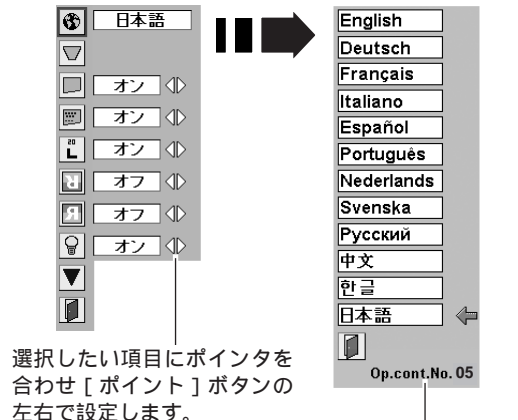 日本語
オン
オン
20
L
オン
オフ
R
オフ
オン
選択したい項目にポインタを
合わせ[ポイント]ボタンの
左右で設定します。
English
Deutsch
Français
Italiano
Español
Português
Nederlands
Svenska
Русский
中文
한글
日本語
Op.cont.No. 05